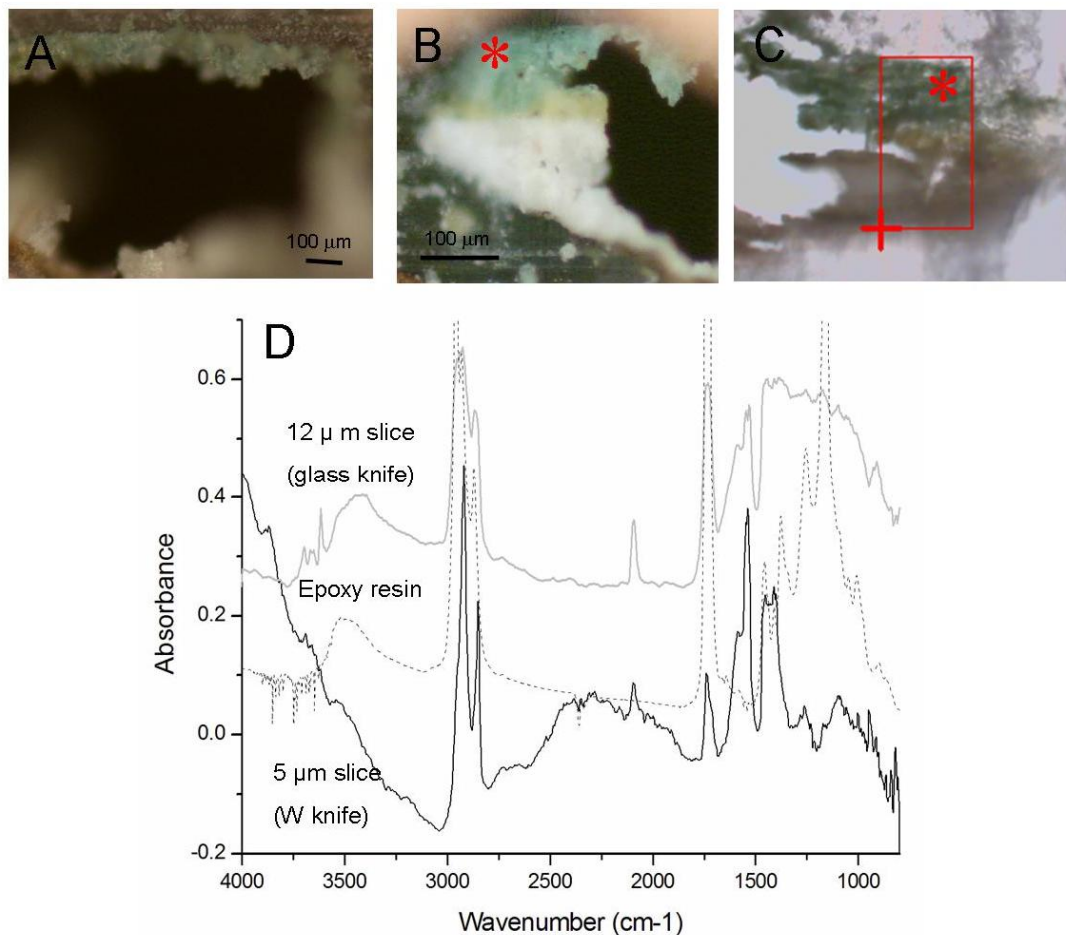 A
100 μm
B
*
100 μm
C
*
D
12 μ m slice
(glass knife)
Epoxy resin
5 μm slice
(W knife)
Absorbance
0.6
0.4
0.2
0.0
-0.2
4000 3500 3000 2500 2000 1500 1000
Wavenumber (cm-1)